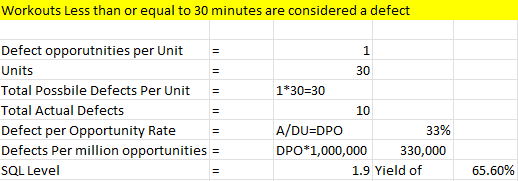 Workouts Less than or equal to 30 minutes are considered a defect
Defect opporutnities per Unit = 1
Units = 30
Total Possbile Defects Per Unit = 1*30=30
Total Actual Defects = 10
Defect per Opportunity Rate = A/DU=DPO 33%
Defects Per million opportunities = DPO*1,000,000 330,000
SQL Level = 1.9 Yield of 65.60%